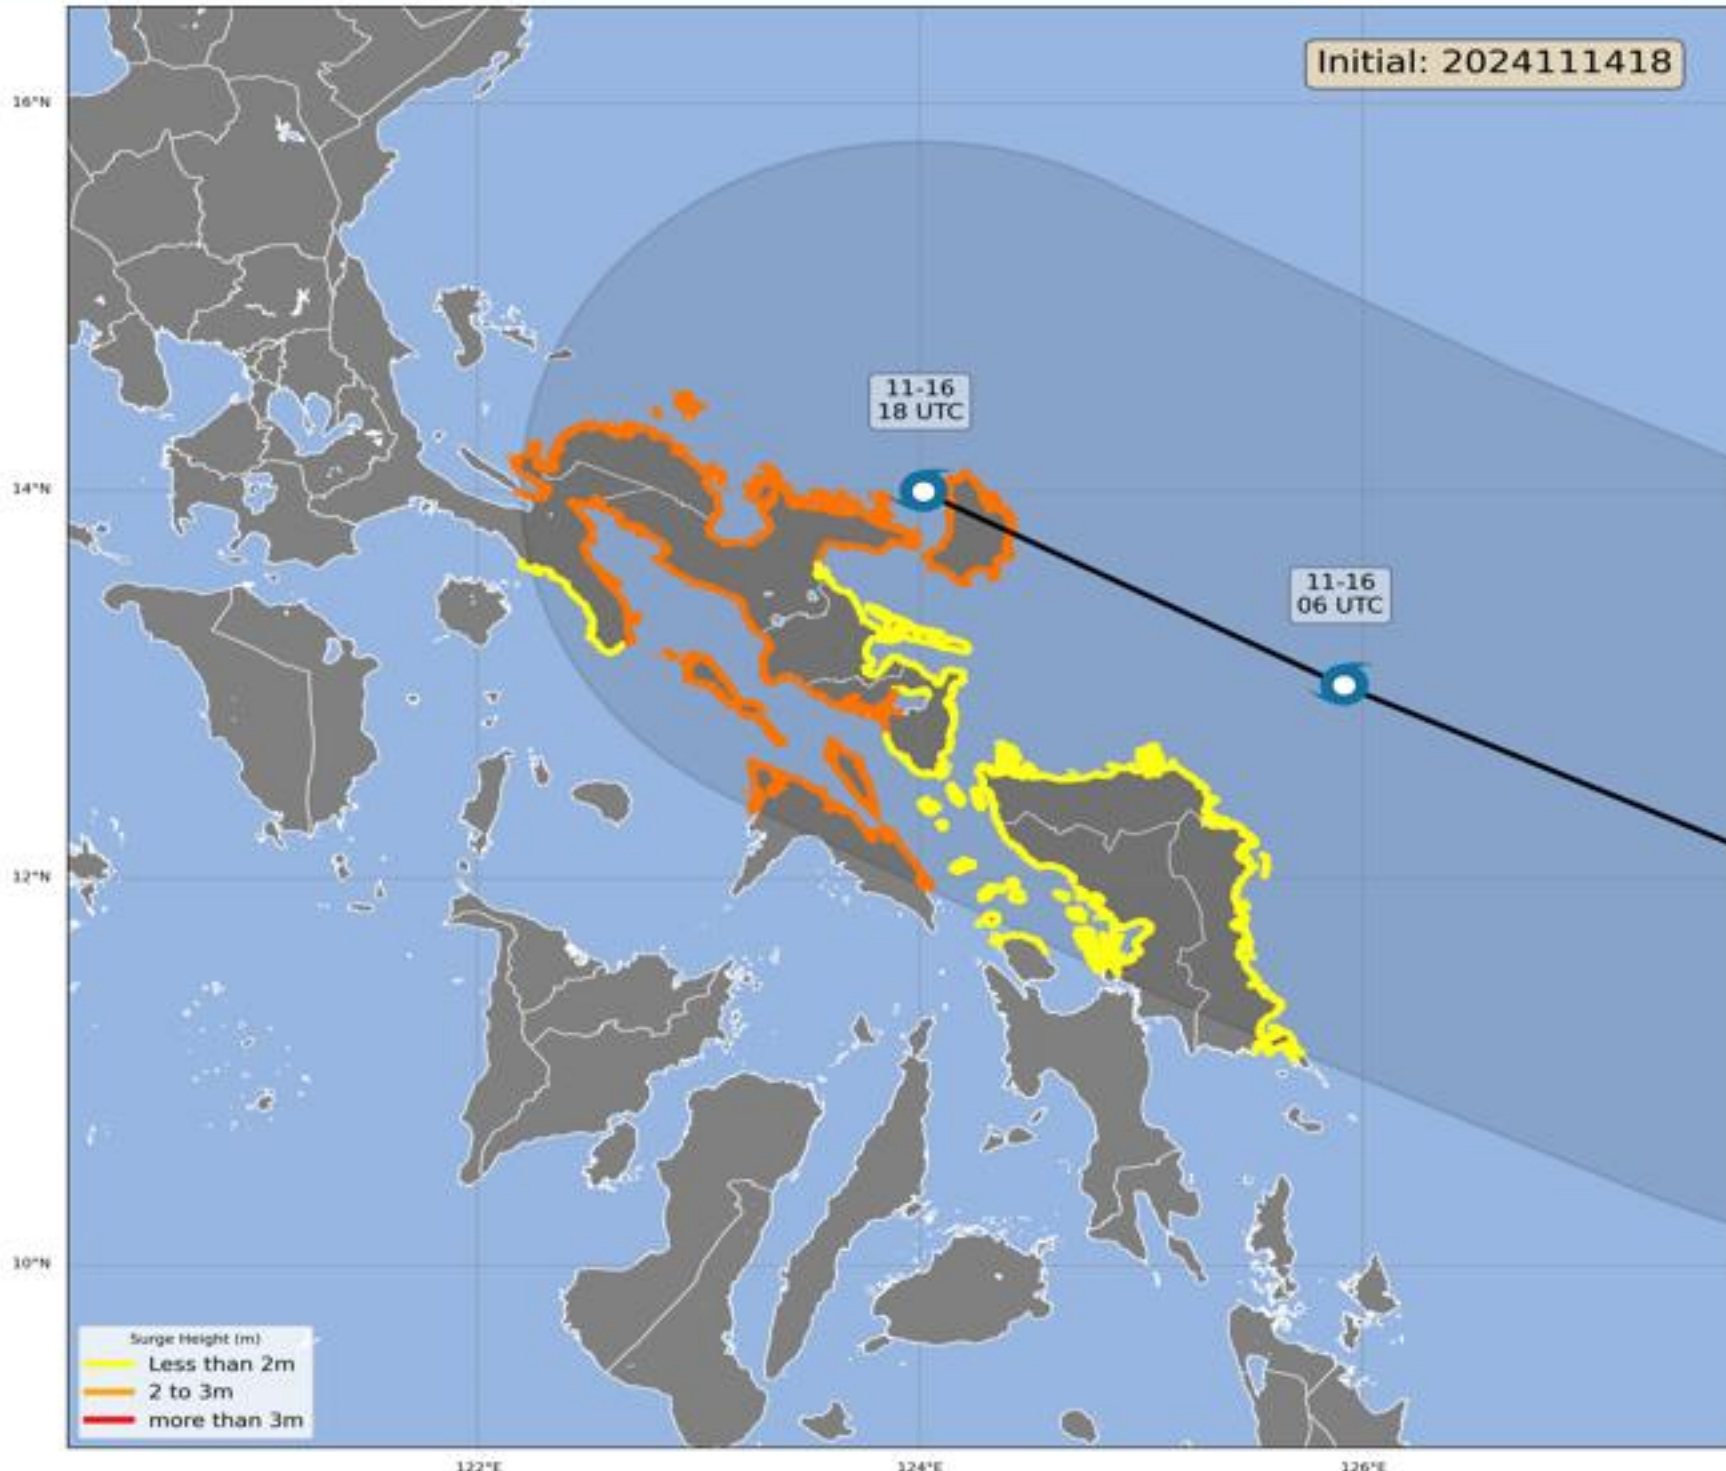 Initial: 2024111418
16°N
14°N
12°N
10°N
11-16
18 UTC
11-16
06 UTC
Surge Height (m)
Less than 2m
2 to 3m
more than 3m
122°E
124°E
126°E